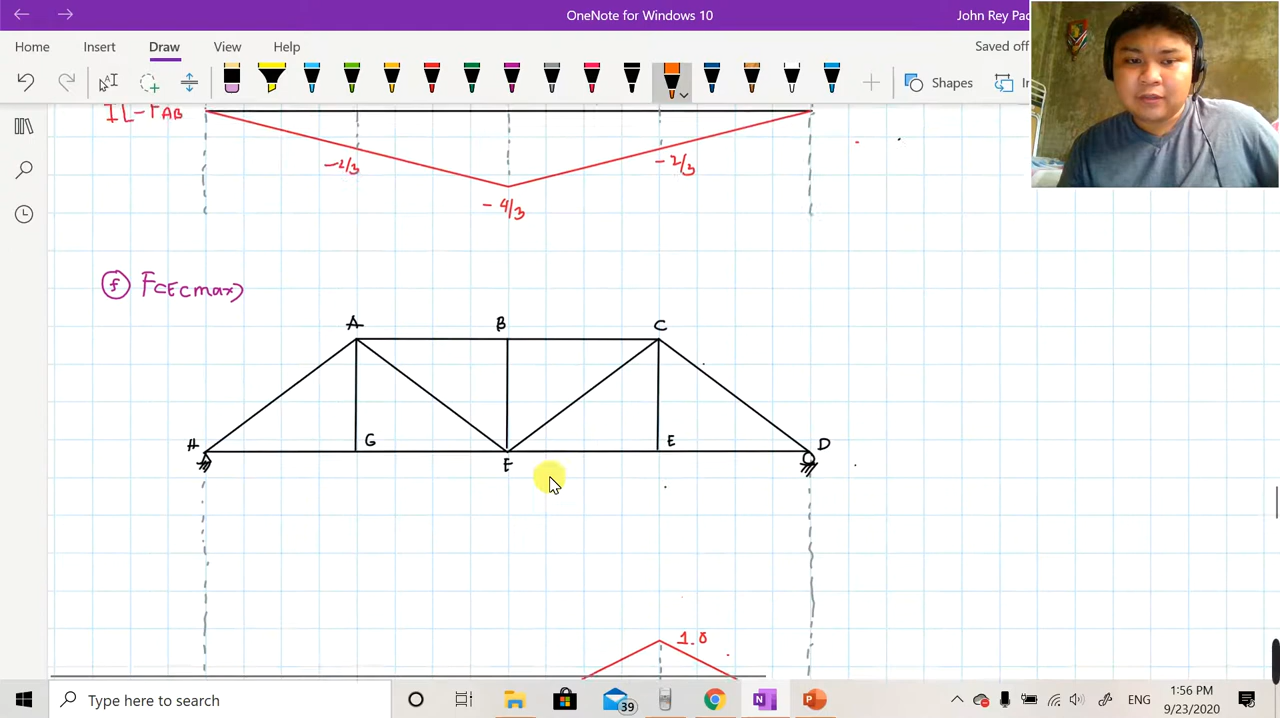 OneNote for Windows 10
John Rey Pac
Home
Insert
Draw
View
Help
Saved off
Shapes
In
IL-FAB
-2/3
-2/3
-4/3
f FCE(max)
A
B
C
H
G
E
D
F
1.0
Type here to search
39
ENG
1:56 PM
9/23/2020